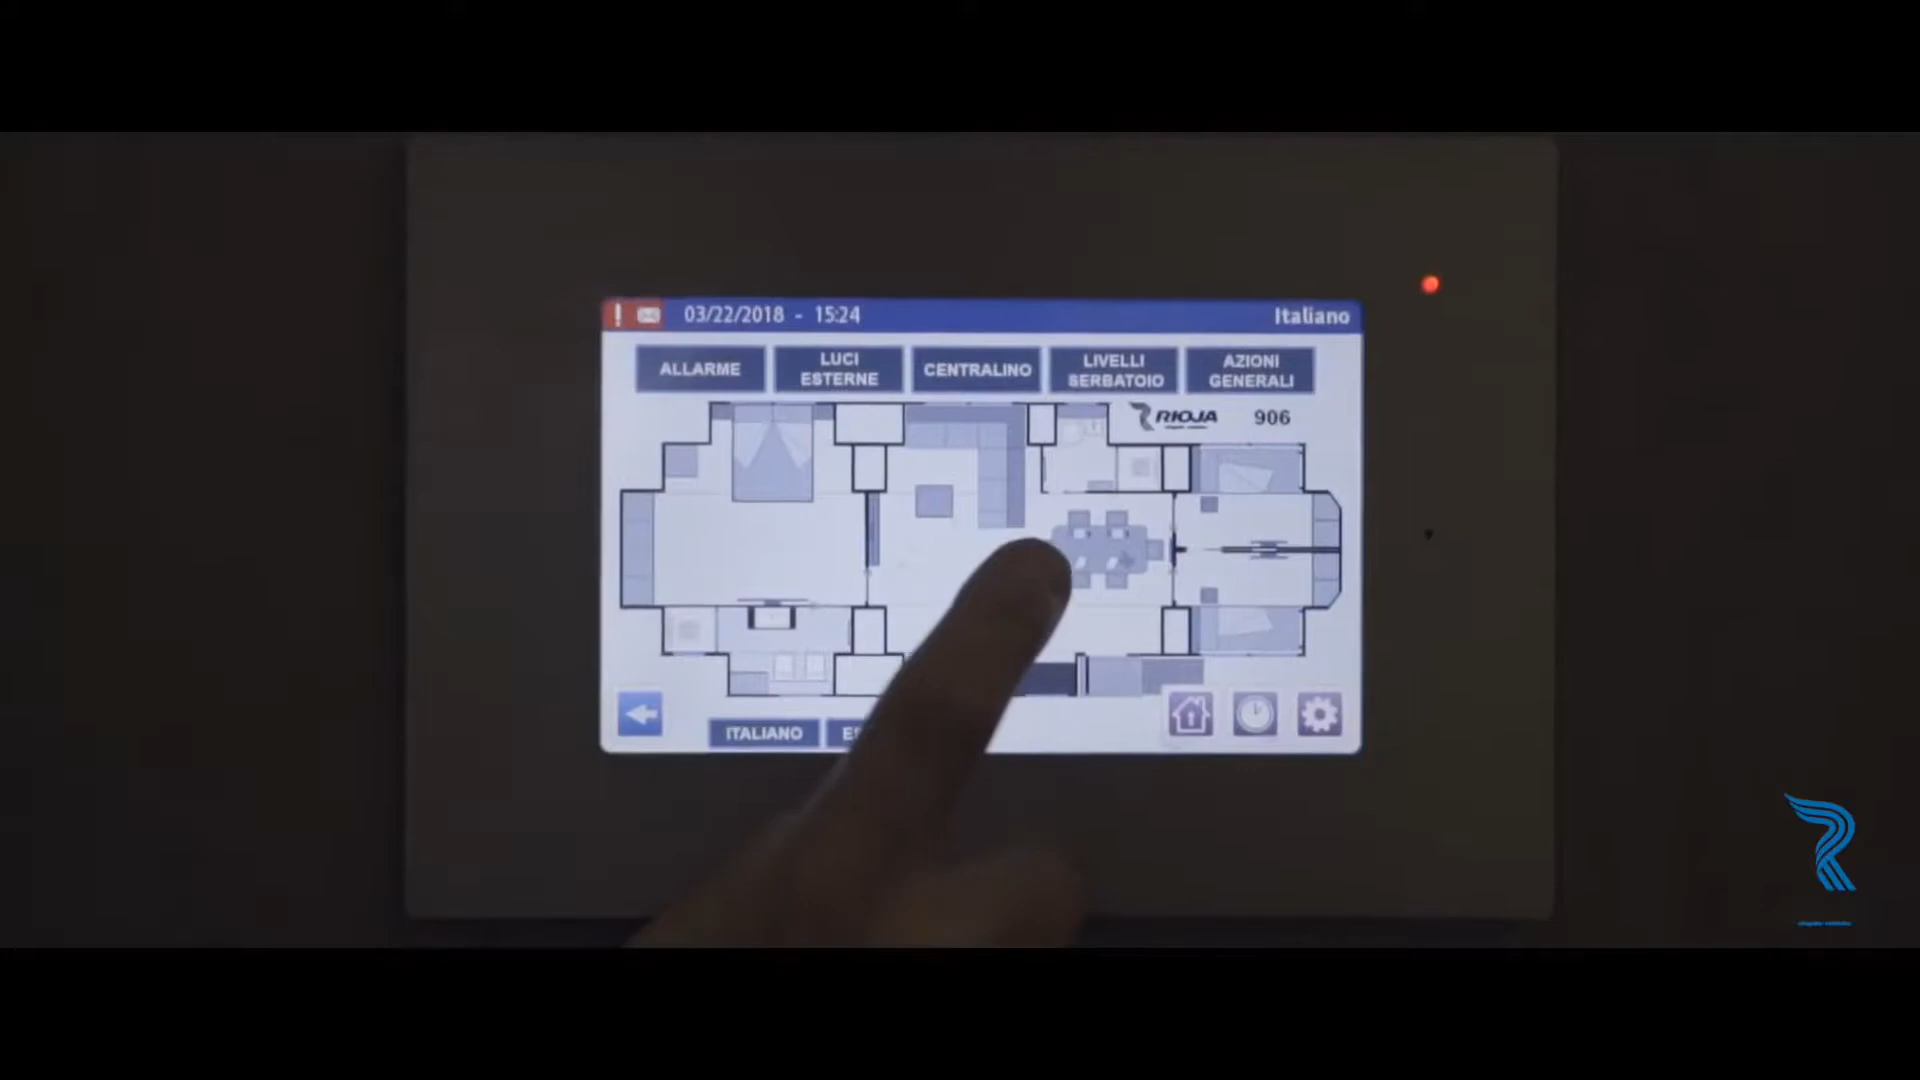 03/22/2018 - 15:24
Italiano
ALLARME
LUCI
ESTERNE
CENTRALINO
LIVELLI
SERBATOIO
AZIONI
GENERALI
RIOJA 906
ITALIANO